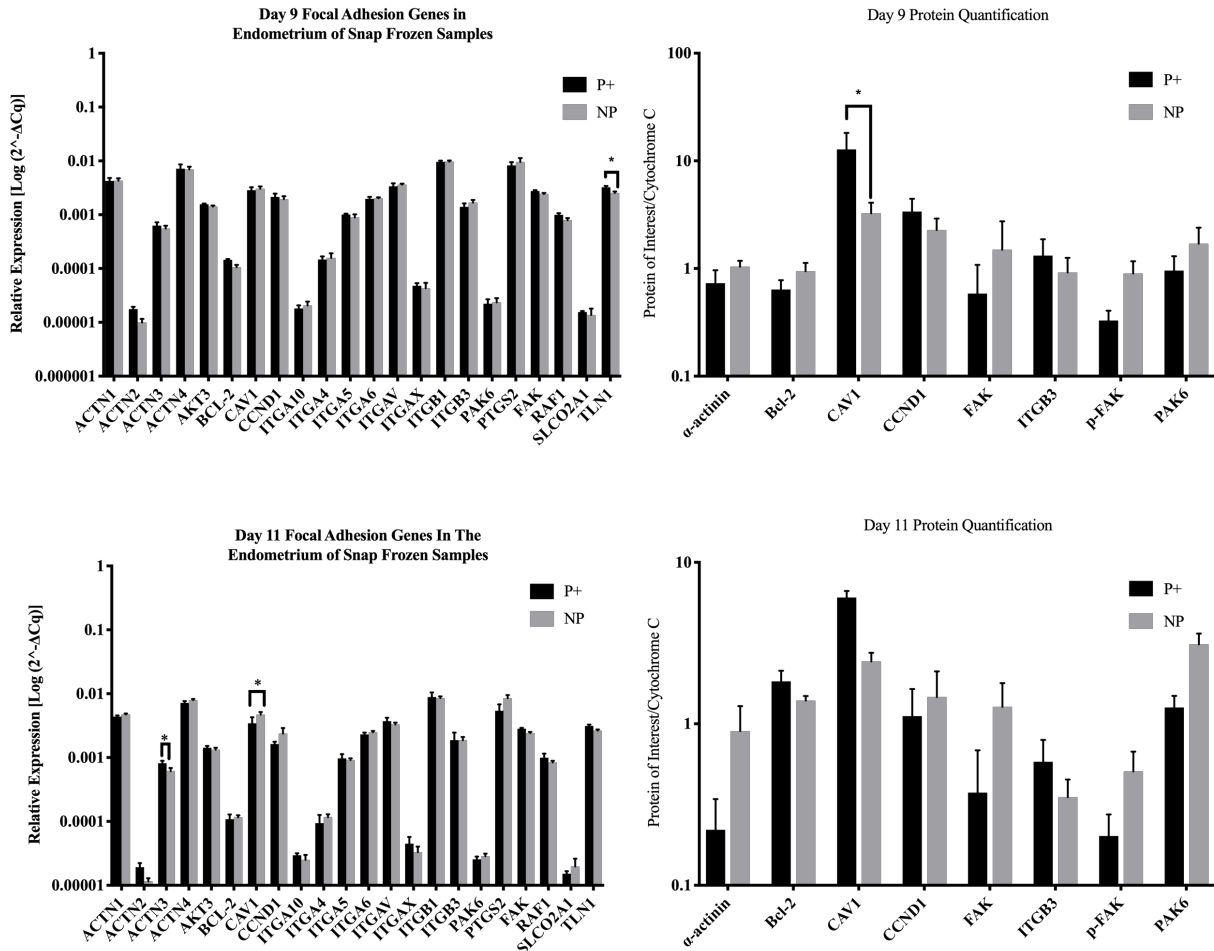 Day 9 Focal Adhesion Genes in
Endometrium of Snap Frozen Samples
Relative Expression [Log (2^-ΔCq)]
1
0.1
0.01
0.001
0.0001
0.00001
0.000001
P+
NP
*
ACTN1
ACTN2
ACTN3
ACTN4
AKT3
BCL-2
CAV1
CCND1
ITGA10
ITGA4
ITGA5
ITGA6
ITGAV
ITGAX
ITGB1
ITGB3
PAK6
PTGS2
FAK
RAF1
SLCO2A1
TLN1
Day 9 Protein Quantification
Protein of Interest/Cytochrome C
100
10
1
0.1
P+
NP
*
α-actinin
Bcl-2
CAV1
CCND1
FAK
ITGB3
p-FAK
PAK6
Day 11 Focal Adhesion Genes In The
Endometrium of Snap Frozen Samples
Relative Expression [Log (2^-ΔCq)]
1
0.1
0.01
0.001
0.0001
0.00001
P+
NP
*
*
ACTN1
ACTN2
ACTN3
ACTN4
AKT3
BCL-2
CAV1
CCND1
ITGA10
ITGA4
ITGA5
ITGA6
ITGAV
ITGAX
ITGB1
ITGB3
PAK6
PTGS2
FAK
RAF1
SLCO2A1
TLN1
Day 11 Protein Quantification
Protein of Interest/Cytochrome C
10
1
0.1
P+
NP
α-actinin
Bcl-2
CAV1
CCND1
FAK
ITGB3
p-FAK
PAK6